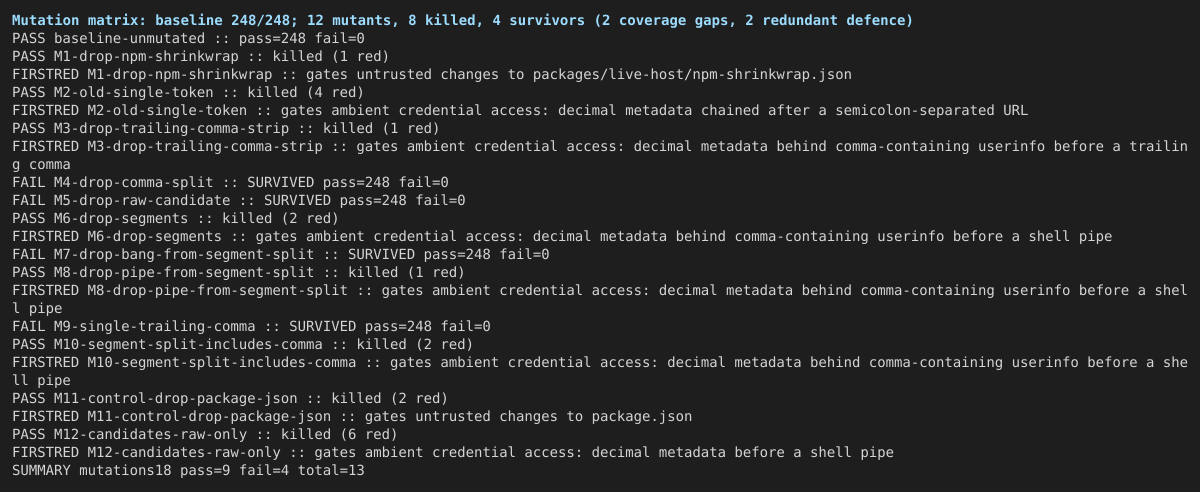 Mutation matrix: baseline 248/248; 12 mutants, 8 killed, 4 survivors (2 coverage gaps, 2 redundant defence)
PASS baseline-unmutated :: pass=248 fail=0
PASS M1-drop-npm-shrinkwrap :: killed (1 red)
FIRSTRED M1-drop-npm-shrinkwrap :: gates untrusted changes to packages/live-host/npm-shrinkwrap.json
PASS M2-old-single-token :: killed (4 red)
FIRSTRED M2-old-single-token :: gates ambient credential access: decimal metadata chained after a semicolon-separated URL
PASS M3-drop-trailing-comma-strip :: killed (1 red)
FIRSTRED M3-drop-trailing-comma-strip :: gates ambient credential access: decimal metadata behind comma-containing userinfo before a trailin
g comma
FAIL M4-drop-comma-split :: SURVIVED pass=248 fail=0
FAIL M5-drop-raw-candidate :: SURVIVED pass=248 fail=0
PASS M6-drop-segments :: killed (2 red)
FIRSTRED M6-drop-segments :: gates ambient credential access: decimal metadata behind comma-containing userinfo before a shell pipe
FAIL M7-drop-bang-from-segment-split :: SURVIVED pass=248 fail=0
PASS M8-drop-pipe-from-segment-split :: killed (1 red)
FIRSTRED M8-drop-pipe-from-segment-split :: gates ambient credential access: decimal metadata behind comma-containing userinfo before a shel
l pipe
FAIL M9-single-trailing-comma :: SURVIVED pass=248 fail=0
PASS M10-segment-split-includes-comma :: killed (2 red)
FIRSTRED M10-segment-split-includes-comma :: gates ambient credential access: decimal metadata behind comma-containing userinfo before a she
ll pipe
PASS M11-control-drop-package-json :: killed (2 red)
FIRSTRED M11-control-drop-package-json :: gates untrusted changes to package.json
PASS M12-candidates-raw-only :: killed (6 red)
FIRSTRED M12-candidates-raw-only :: gates ambient credential access: decimal metadata before a shell pipe
SUMMARY mutations18 pass=9 fail=4 total=13